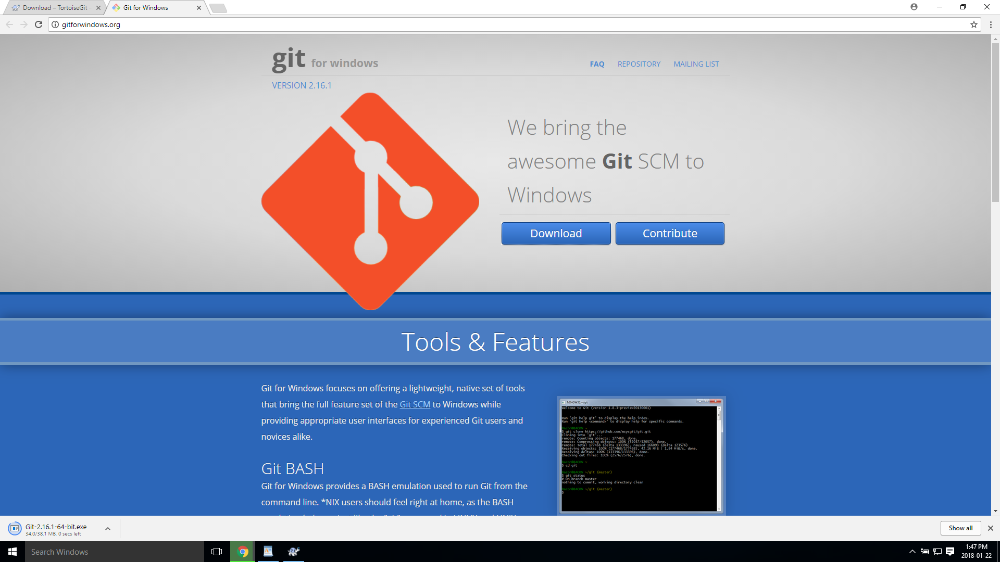 Download – TortoiseGit –
Git for Windows
gitforwindows.org
git for windows
FAQ
REPOSITORY
MAILING LIST
VERSION 2.16.1
We bring the
awesome Git SCM to
Windows
Download
Contribute
Tools & Features
Git for Windows focuses on offering a lightweight, native set of tools
that bring the full feature set of the Git SCM to Windows while
providing appropriate user interfaces for experienced Git users and
novices alike.
Git BASH
Git for Windows provides a BASH emulation used to run Git from the
command line. *NIX users should feel right at home, as the BASH
MINGW32:~/git
Welcome to Git (version 1.8.3-preview20130601)
Run 'git help git' to display the help index.
Run 'git help <command>' to display help for specific commands.
Bacon@BACON ~
$ git clone https://github.com/msysgit/git.git
Cloning into 'git'...
remote: Counting objects: 177468, done.
remote: Compressing objects: 100% (52057/52057), done.
remote: Total 177468 (delta 133396), reused 166093 (delta 123576)
Receiving objects: 100% (177468/177468), 42.16 MiB | 1.84 MiB/s, done.
Resolving deltas: 100% (133396/133396), done.
Checking out files: 100% (2576/2576), done.
Bacon@BACON ~
$ cd git
Bacon@BACON ~/git (master)
$ git status
# On branch master
nothing to commit, working directory clean
Bacon@BACON ~/git (master)
$
Git-2.16.1-64-bit.exe
34.0/38.1 MB, 0 secs left
Show all
Search Windows
1:47 PM
2018-01-22